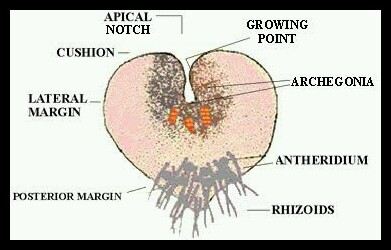 APICAL
NOTCH
GROWING
POINT
CUSHION
ARCHEGONIA
LATERAL
MARGIN
ANTHERIDIUM
POSTERIOR MARGIN
RHIZOIDS